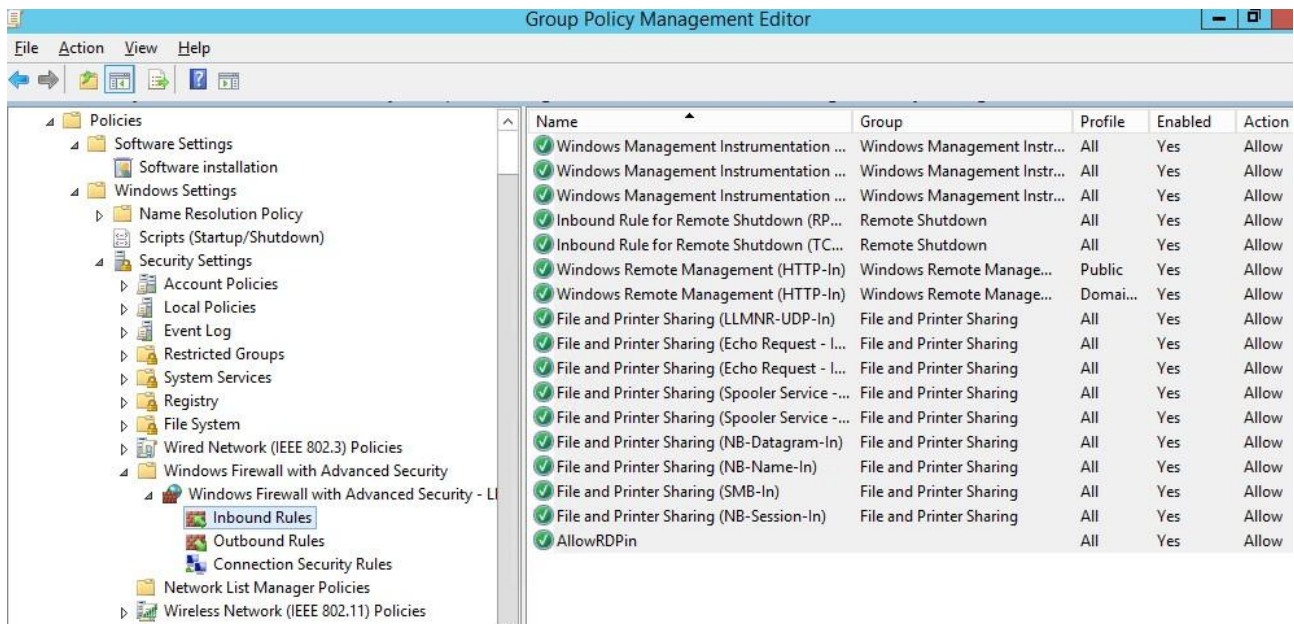 Group Policy Management Editor
File Action View Help
Policies
Software Settings
Software installation
Windows Settings
Name Resolution Policy
Scripts (Startup/Shutdown)
Security Settings
Account Policies
Local Policies
Event Log
Restricted Groups
System Services
Registry
File System
Wired Network (IEEE 802.3) Policies
Windows Firewall with Advanced Security
Windows Firewall with Advanced Security - LI
Inbound Rules
Outbound Rules
Connection Security Rules
Network List Manager Policies
Wireless Network (IEEE 802.11) Policies
Name Group Profile Enabled Action
Windows Management Instrumentation ... Windows Management Instr... All Yes Allow
Windows Management Instrumentation ... Windows Management Instr... All Yes Allow
Windows Management Instrumentation ... Windows Management Instr... All Yes Allow
Inbound Rule for Remote Shutdown (RP... Remote Shutdown All Yes Allow
Inbound Rule for Remote Shutdown (TC... Remote Shutdown All Yes Allow
Windows Remote Management (HTTP-In) Windows Remote Manage... Public Yes Allow
Windows Remote Management (HTTP-In) Windows Remote Manage... Domai... Yes Allow
File and Printer Sharing (LLMNR-UDP-In) File and Printer Sharing All Yes Allow
File and Printer Sharing (Echo Request - I... File and Printer Sharing All Yes Allow
File and Printer Sharing (Echo Request - I... File and Printer Sharing All Yes Allow
File and Printer Sharing (Spooler Service -... File and Printer Sharing All Yes Allow
File and Printer Sharing (Spooler Service -... File and Printer Sharing All Yes Allow
File and Printer Sharing (NB-Datagram-In) File and Printer Sharing All Yes Allow
File and Printer Sharing (NB-Name-In) File and Printer Sharing All Yes Allow
File and Printer Sharing (SMB-In) File and Printer Sharing All Yes Allow
File and Printer Sharing (NB-Session-In) File and Printer Sharing All Yes Allow
AllowRDPin All Yes Allow